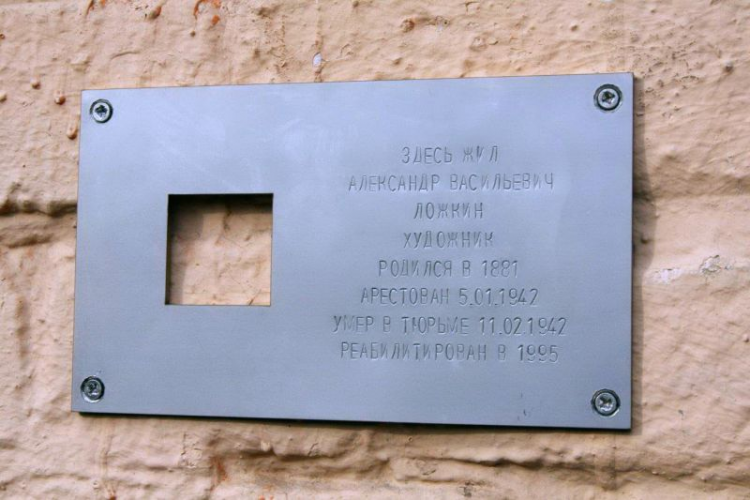 ЗДЕСЬ ЖИЛ
АЛЕКСАНДР ВАСИЛЬЕВИЧ
ЛОЖКИН
ХУДОЖНИК
РОДИЛСЯ В 1881
АРЕСТОВАН 5.01.1942
УМЕР В ТЮРЬМЕ 11.02.1942
РЕАБИЛИТИРОВАН В 1995